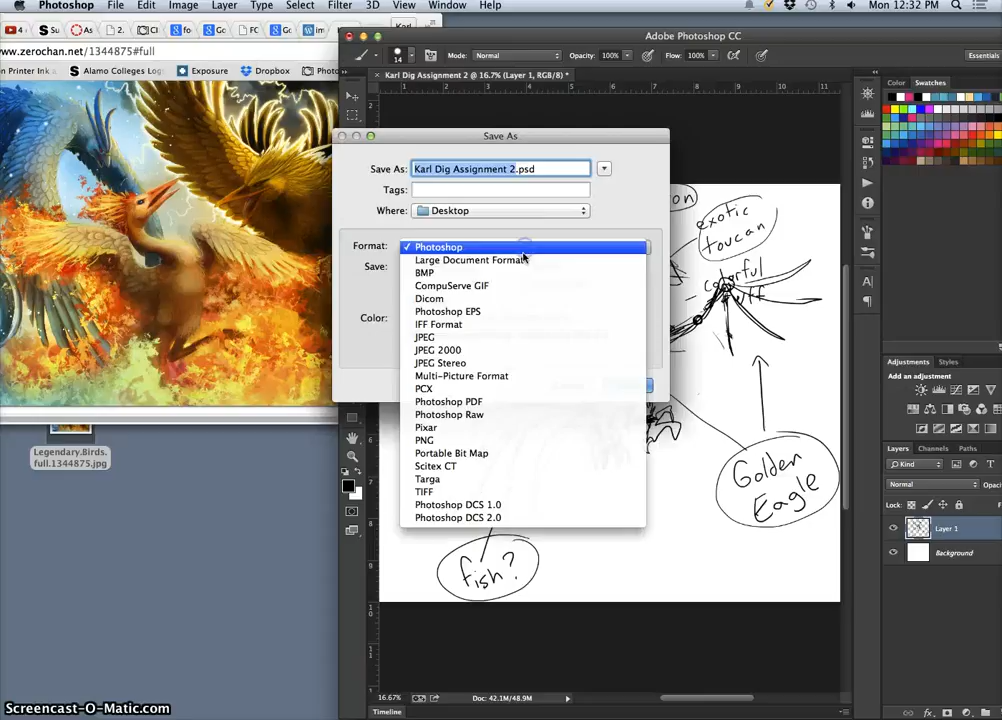 Photoshop File Edit Image Layer Type Select Filter 3D View Window Help Mon 12:32 PM
www.zerochan.net/1344875#full
Printer Ink Alamo Colleges Exposure Dropbox
Adobe Photoshop CC
14 Mode: Normal Opacity: 100% Flow: 100% Essentials
Karl Dig Assignment 2 @ 16.7% (Layer 1, RGB/8) *
Color Swatches
Save As
Save As: Karl Dig Assignment 2.psd
Tags:
Where: Desktop
Format: ✓ Photoshop
Save: Large Document Format
BMP
CompuServe GIF
Dicom
Color: Photoshop EPS
IFF Format
JPEG
JPEG 2000
JPEG Stereo
Multi-Picture Format
PCX
Photoshop PDF
Photoshop Raw
Pixar
PNG
Portable Bit Map
Scitex CT
Targa
TIFF
Photoshop DCS 1.0
Photoshop DCS 2.0
exotic
toucan
colorful
Golden
Eagle
fish?
Legendary.Birds.
full.1344875.jpg
Adjustments Styles
Add an adjustment
Layers Channels Paths
Kind
Normal
Lock:
Layer 1
Background
16.67% Doc: 42.1M/48.9M
Timeline
Screencast-O-Matic.com